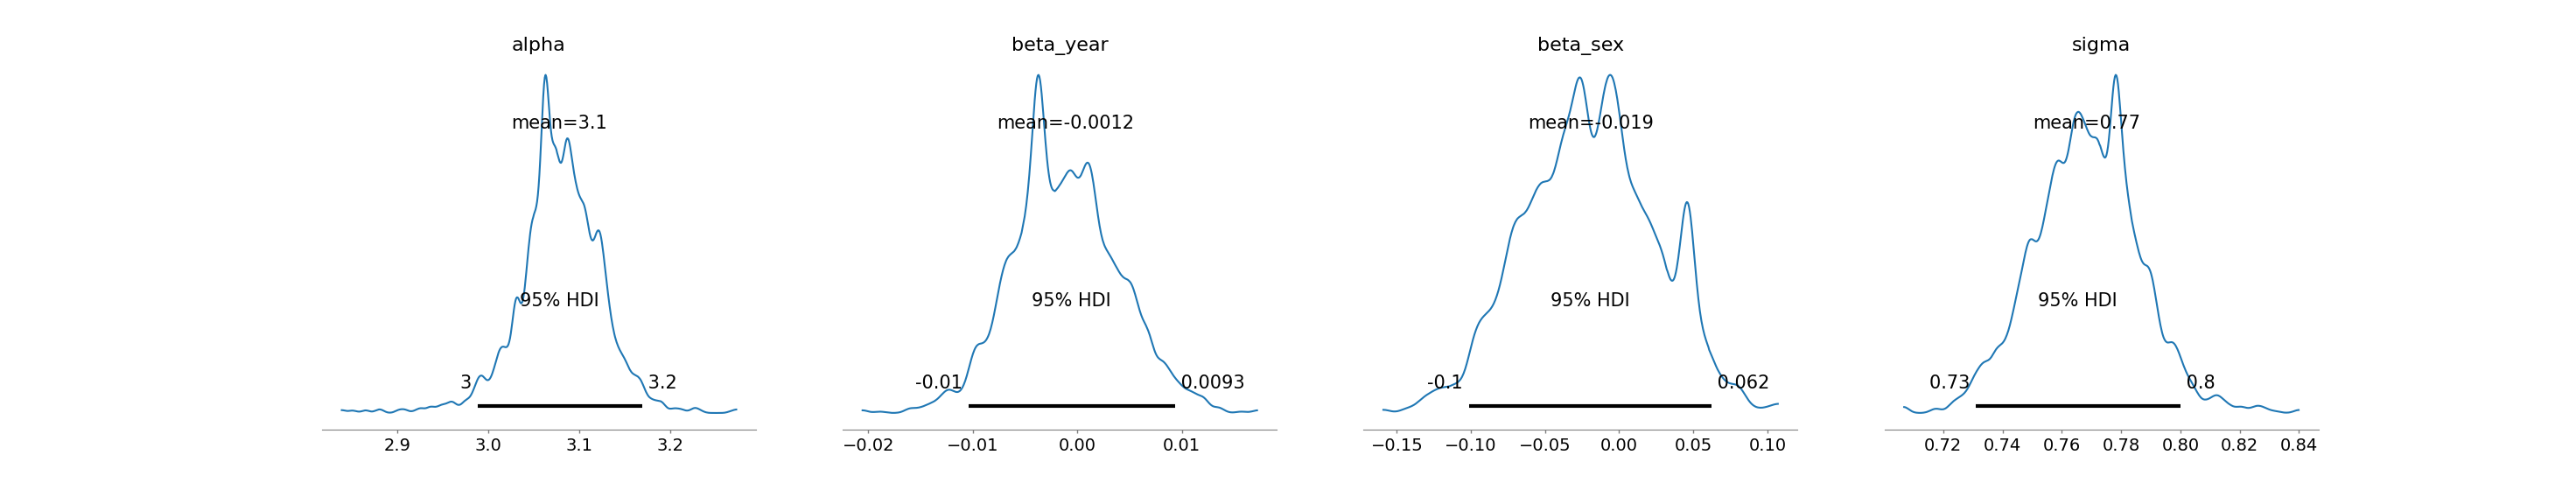 alpha
mean=3.1
95% HDI
3 3.2
2.9 3.0 3.1 3.2
beta_year
mean=-0.0012
95% HDI
-0.01 0.0093
−0.02 −0.01 0.00 0.01
beta_sex
mean=-0.019
95% HDI
-0.1 0.062
−0.15 −0.10 −0.05 0.00 0.05 0.10
sigma
mean=0.77
95% HDI
0.73 0.8
0.72 0.74 0.76 0.78 0.80 0.82 0.84